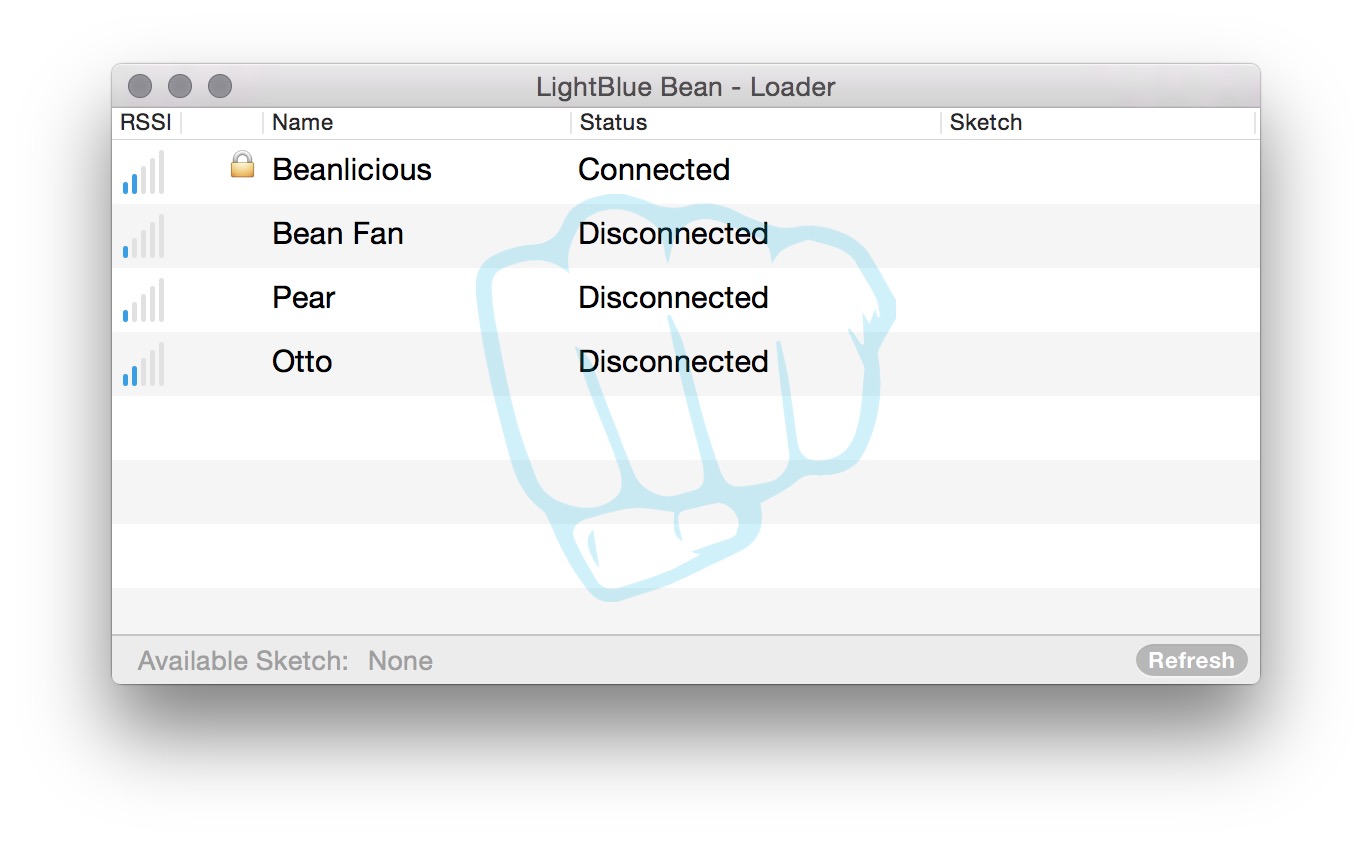 LightBlue Bean - Loader
RSSI Name Status Sketch
Beanlicious Connected
Bean Fan Disconnected
Pear Disconnected
Otto Disconnected
Available Sketch: None Refresh